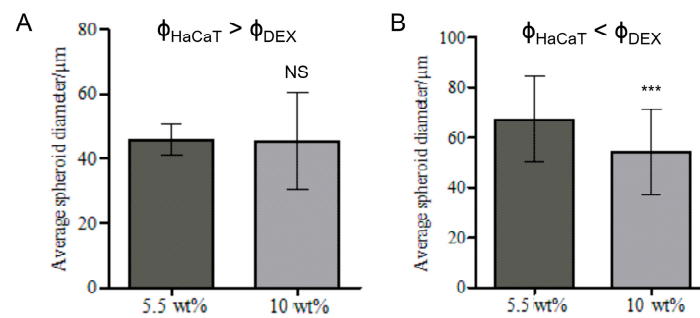 A
ϕHaCaT > ϕDEX
Average spheroid diameter/μm
80
60
40
20
0
NS
5.5 wt%
10 wt%
B
ϕHaCaT < ϕDEX
Average spheroid diameter/μm
100
80
60
40
20
0
***
5.5 wt%
10 wt%